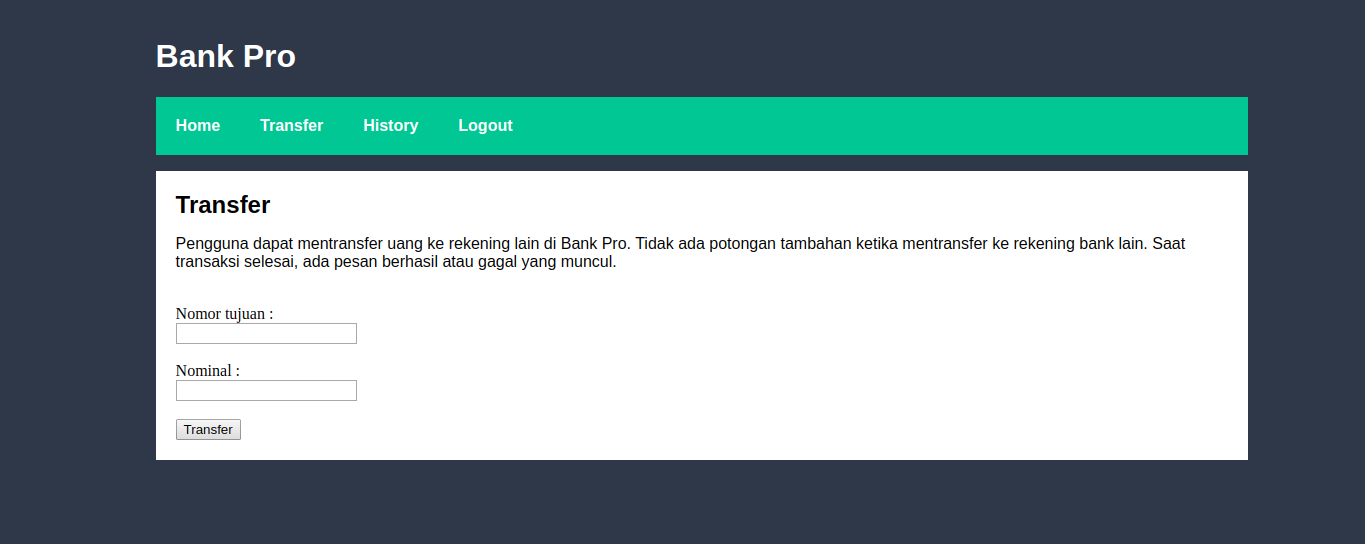 Bank Pro
Home Transfer History Logout
Transfer
Pengguna dapat mentransfer uang ke rekening lain di Bank Pro. Tidak ada potongan tambahan ketika mentransfer ke rekening bank lain. Saat
transaksi selesai, ada pesan berhasil atau gagal yang muncul.
Nomor tujuan :
Nominal :
Transfer